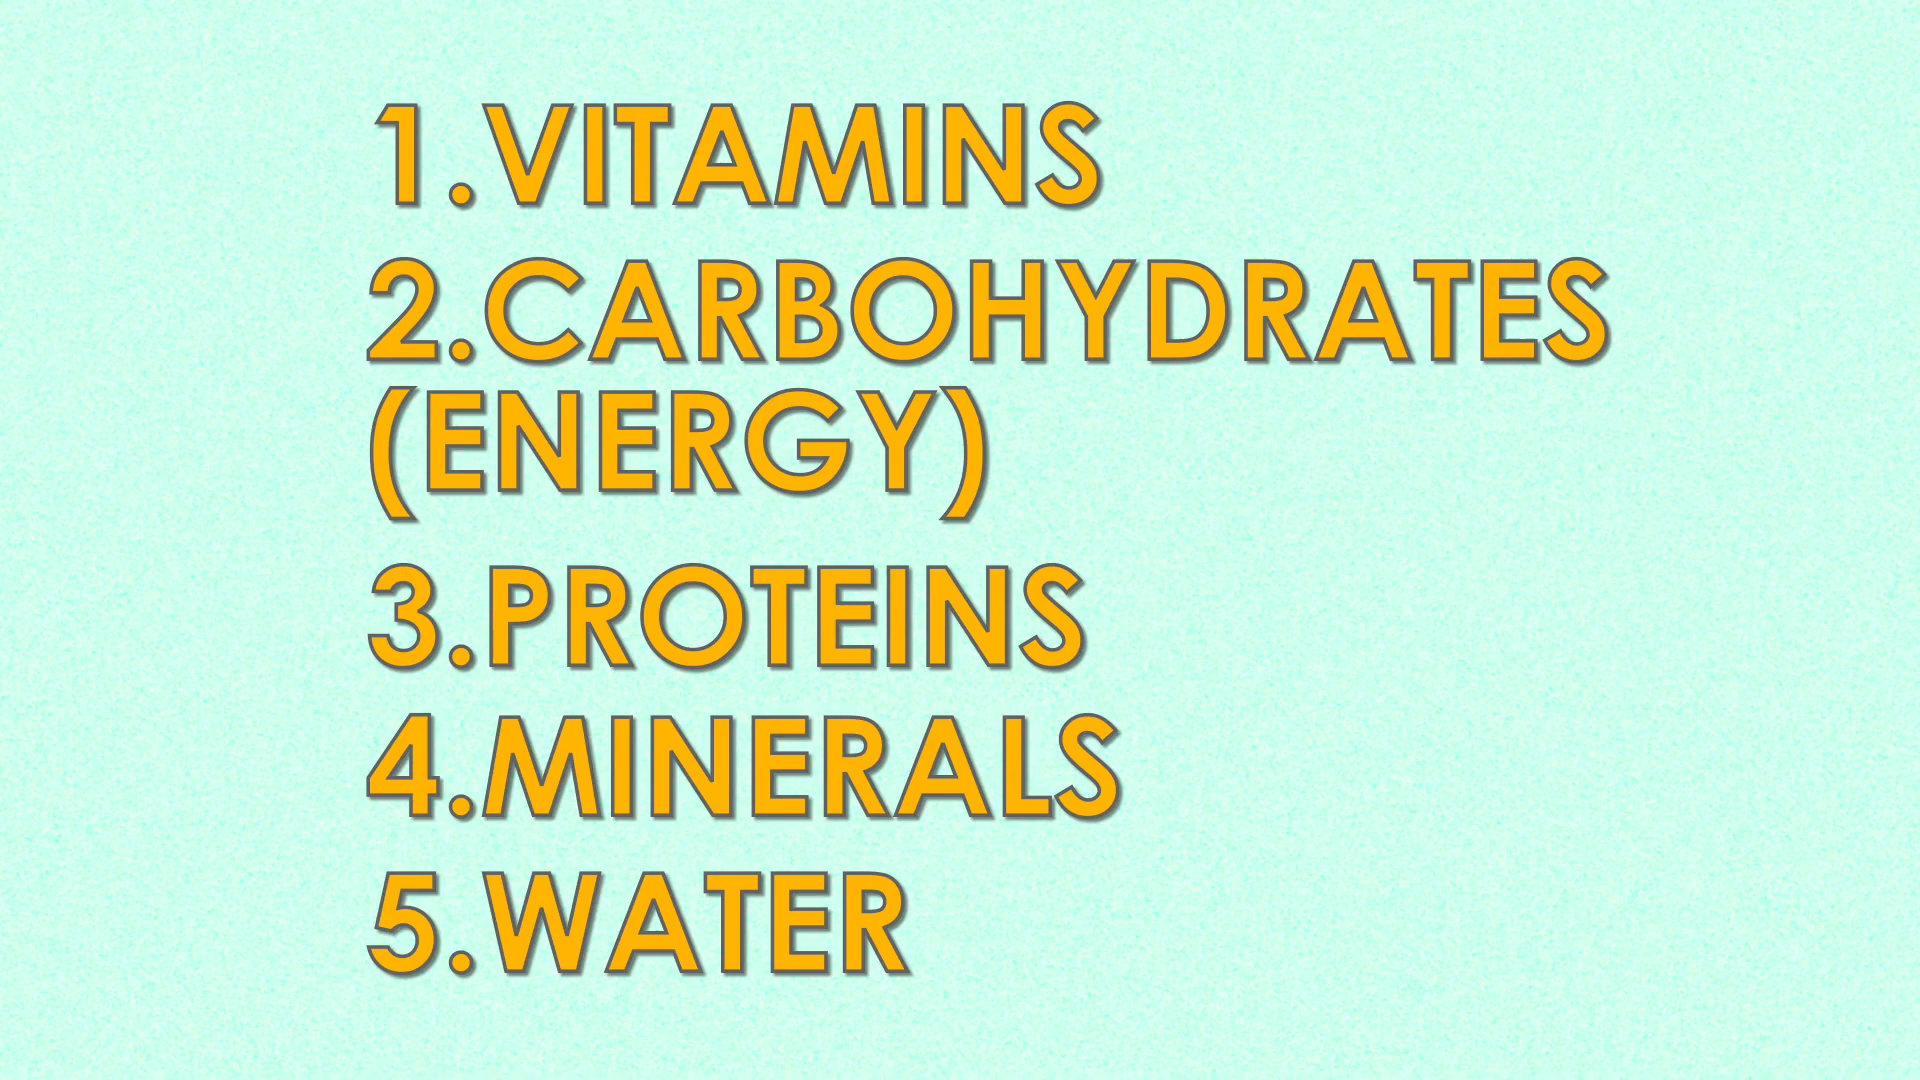 1.VITAMINS
2.CARBOHYDRATES
(ENERGY)
3.PROTEINS
4.MINERALS
5.WATER